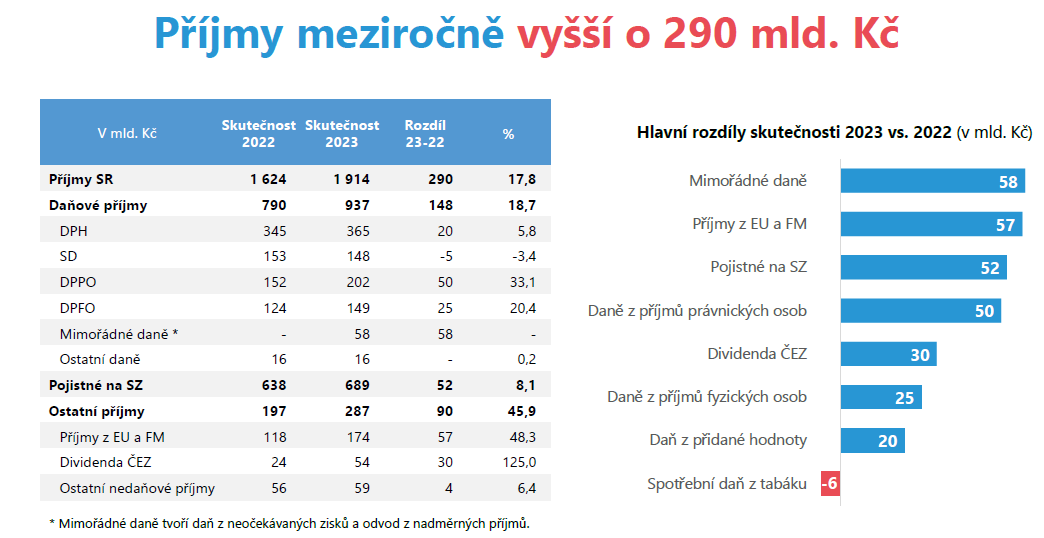 Příjmy meziročně vyšší o 290 mld. Kč
V mld. Kč Skutečnost 2022 Skutečnost 2023 Rozdíl 23-22 %
Příjmy SR 1 624 1 914 290 17,8
Daňové příjmy 790 937 148 18,7
DPH 345 365 20 5,8
SD 153 148 -5 -3,4
DPPO 152 202 50 33,1
DPFO 124 149 25 20,4
Mimořádné daně * - 58 58 -
Ostatní daně 16 16 - 0,2
Pojistné na SZ 638 689 52 8,1
Ostatní příjmy 197 287 90 45,9
Příjmy z EU a FM 118 174 57 48,3
Dividenda ČEZ 24 54 30 125,0
Ostatní nedaňové příjmy 56 59 4 6,4
* Mimořádné daně tvoří daň z neočekávaných zisků a odvod z nadměrných příjmů.
Hlavní rozdíly skutečnosti 2023 vs. 2022 (v mld. Kč)
Mimořádné daně 58
Příjmy z EU a FM 57
Pojistné na SZ 52
Daně z příjmů právnických osob 50
Dividenda ČEZ 30
Daně z příjmů fyzických osob 25
Daň z přidané hodnoty 20
Spotřební daň z tabáku -6